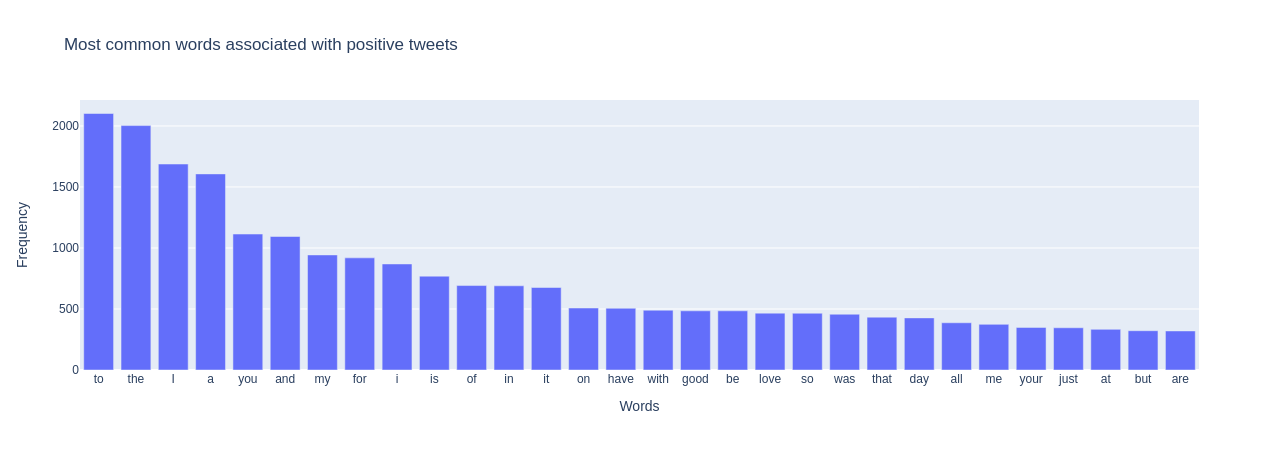 Most common words associated with positive tweets
Frequency
2000
1500
1000
500
0
to the I a you and my for i is of in it on have with good be love so was that day all me your just at but are
Words